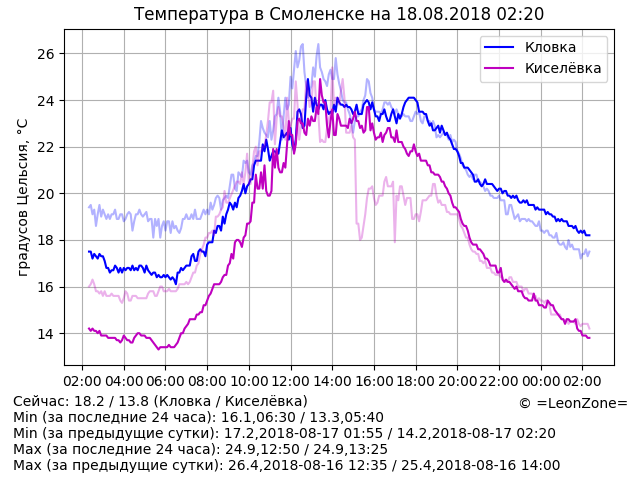 Температура в Смоленске на 18.08.2018 02:20
градусов Цельсия, °C
26
24
22
20
18
16
14
Кловка
Киселёвка
02:00 04:00 06:00 08:00 10:00 12:00 14:00 16:00 18:00 20:00 22:00 00:00 02:00
Сейчас: 18.2 / 13.8 (Кловка / Киселёвка)
© =LeonZone=
Min (за последние 24 часа): 16.1,06:30 / 13.3,05:40
Min (за предыдущие сутки): 17.2,2018-08-17 01:55 / 14.2,2018-08-17 02:20
Max (за последние 24 часа): 24.9,12:50 / 24.9,13:25
Max (за предыдущие сутки): 26.4,2018-08-16 12:35 / 25.4,2018-08-16 14:00